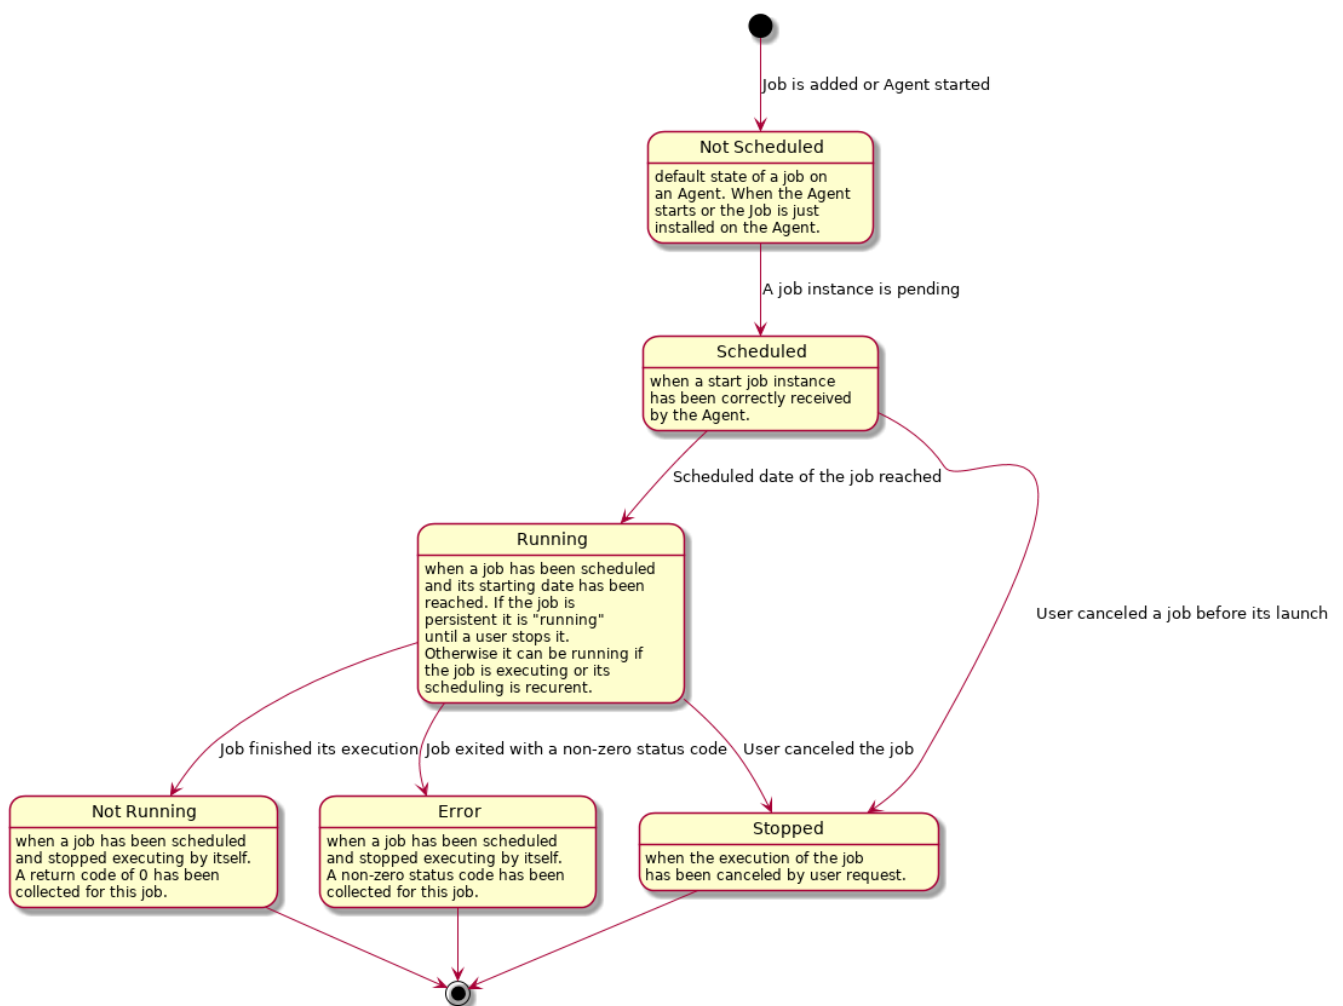 Job is added or Agent started
Not Scheduled
default state of a job on
an Agent. When the Agent
starts or the Job is just
installed on the Agent.
A job instance is pending
Scheduled
when a start job instance
has been correctly received
by the Agent.
Scheduled date of the job reached
Running
when a job has been scheduled
and its starting date has been
reached. If the job is
persistent it is "running"
until a user stops it.
Otherwise it can be running if
the job is executing or its
scheduling is recurent.
User canceled a job before its launch
Job finished its execution
Job exited with a non-zero status code
User canceled the job
Not Running
when a job has been scheduled
and stopped executing by itself.
A return code of 0 has been
collected for this job.
Error
when a job has been scheduled
and stopped executing by itself.
A non-zero status code has been
collected for this job.
Stopped
when the execution of the job
has been canceled by user request.